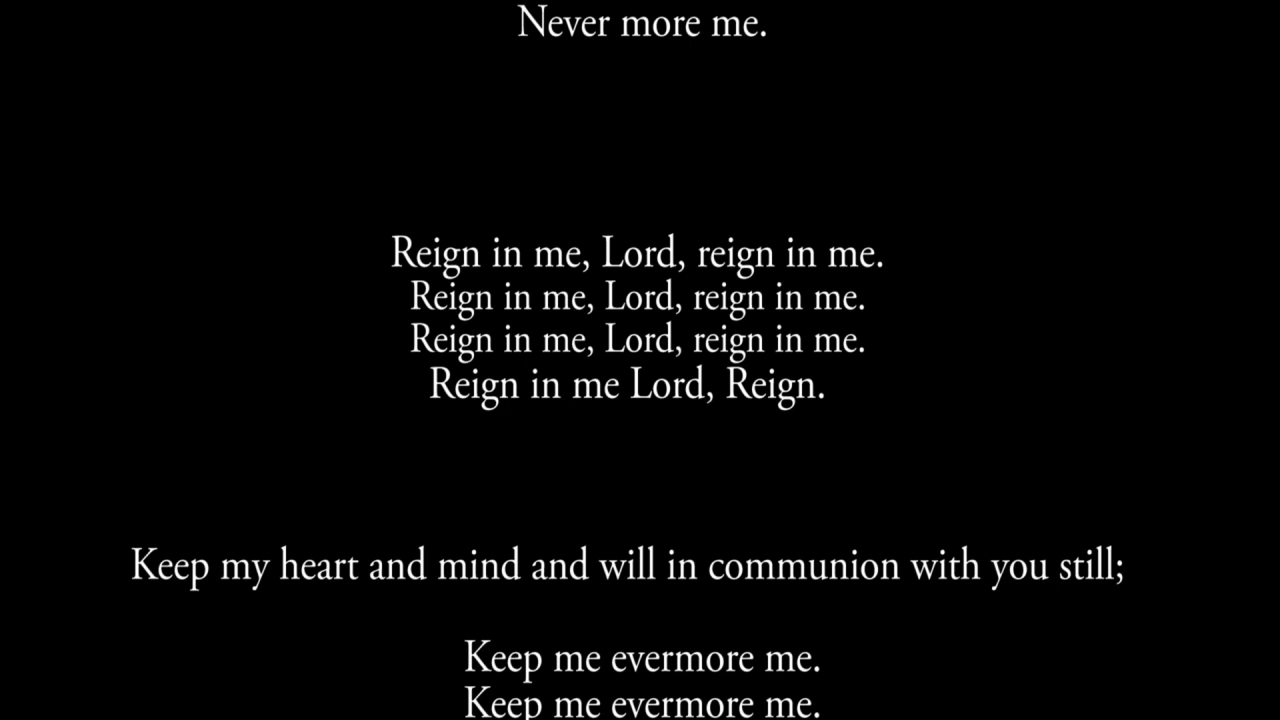 Never more me.
Reign in me, Lord, reign in me.
Reign in me, Lord, reign in me.
Reign in me, Lord, reign in me.
Reign in me Lord, Reign.
Keep my heart and mind and will in communion with you still;
Keep me evermore me.
Keep me evermore me.